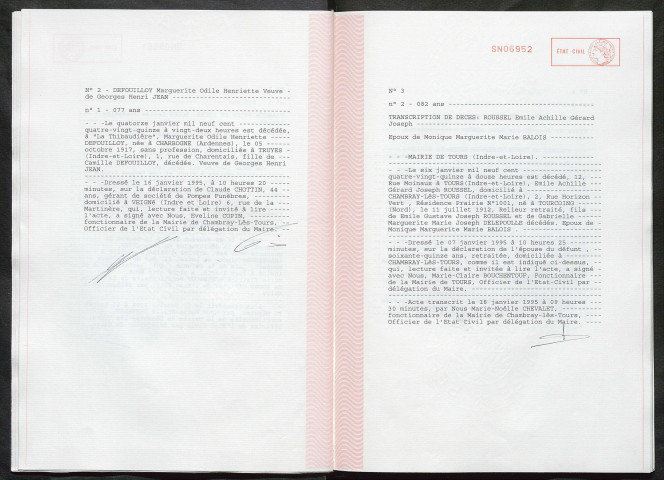 N° 2 - DEFOUILLOY Marguerite Odile Henriette Veuve -
de Georges Henri JEAN
n° 1 - 077 ans
- - -Le quatorze janvier mil neuf cent
quatre-vingt-quinze à vingt-deux heures est décédée,
à "La Thibaudière", Marguerite Odile Henriette
DEFOUILLOY, née à CHARBOGNE (Ardennes), le 05
octobre 1917, sans profession, domiciliée à TRUYES
(Indre-et-Loire), 1, rue de Charentais, fille de
Camille DEFOUILLOY, décédée. Veuve de Georges Henri
JEAN.
- - -Dressé le 16 janvier 1995, à 10 heures 20
minutes, sur la déclaration de Claude 44
ans, gérant de société de Pompes Funèbres,
domicilié à VEIGNE (Indre et Loire) 6, rue de la
Martinère, qui, lecture faite et invité à lire
l'acte, a signé avec Nous, Eveline COPIN,
fonctionnaire de la Mairie de Chambray-Lès-Tours,
Officier de l'Etat Civil par délégation du Maire.
SN06952
ÉTAT CIVIL
N° 3
n° 2 - 082 ans
TRANSCRIPTION DE DECES: ROUSSEL Emile Achille Gérard
Joseph
Epoux de Monique Marguerite Marie BALOIS
- - -MAIRIE DE TOURS (Indre-et-Loire).
- - -Le six janvier mil neuf cent
quatre-vingt-quinze à douze heures est décédé, 12,
Rue Moinaux à TOURS(Indre-et-Loire), Emile Achille
Gérard Joseph ROUSSEL, domicilié à
CHAMBRAY-LèS-TOURS (Indre-et-Loire), 2, Rue Horizon
Vert , Résidence Prairie N°1001, né à TOURCOING
(Nord), le 11 juillet 1912, Relieur retraité, fils
de Emile Gustave Joseph ROUSSEL et de Gabrielle
Marguerite Marie Joseph DELEPOULLE décédés. Epoux de
Monique Marguerite Marie BALOIS
- - -Dressé le 07 janvier 1995 à 10 heures 25
minutes, sur la déclaration de l'épouse du défunt ,
soixante-quinze ans, retraitée, domiciliée à
CHAMBRAY-LèS-TOURS, comme il est indiqué ci-dessus,
qui, lecture faite et invitée à lire l'acte, a signé
avec Nous, Marie-Claire BOUCHENTOUF, Fonctionnaire
de la Mairie de TOURS, Officier de l'Etat-Civil par
délégation du Maire.
- - -Acte transcrit le 18 janvier 1995 à 09 heures
30 minutes, par Nous Marie-Noëlle CHEVALET,
fonctionnaire de la Mairie de Chambray-lès-Tours,
Officier de l'Etat Civil par délégation du Maire.